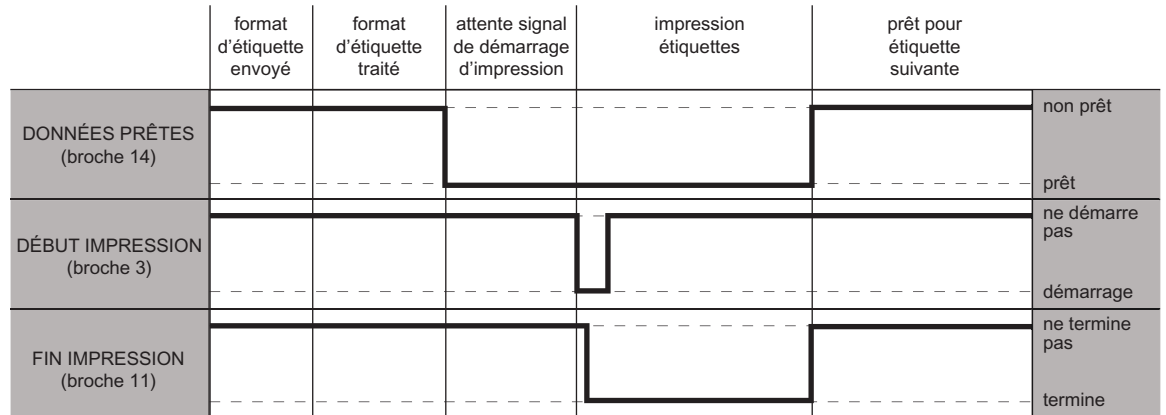 format
d'étiquette
envoyé
format
d'étiquette
traité
attente signal
de démarrage
d'impression
impression
étiquettes
prêt pour
étiquette
suivante
DONNÉES PRÊTES
(broche 14)
non prêt
prêt
DÉBUT IMPRESSION
(broche 3)
ne démarre
pas
démarrage
FIN IMPRESSION
(broche 11)
ne termine
pas
termine